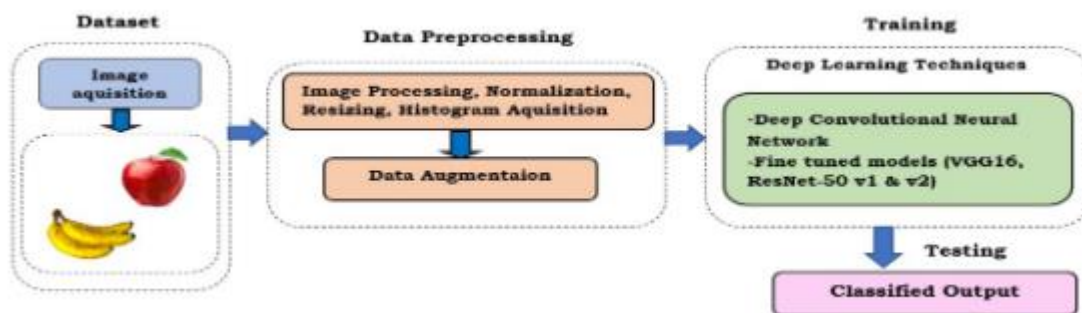 Dataset
Image
aquisition
Data Preprocessing
Image Processing, Normalization,
Resizing, Histogram Aquisition
Data Augmentaion
Training
Deep Learning Techniques
-Deep Convolutional Neural
Network
-Fine tuned models (VGG16,
ResNet-50 v1 & v2)
Testing
Classified Output